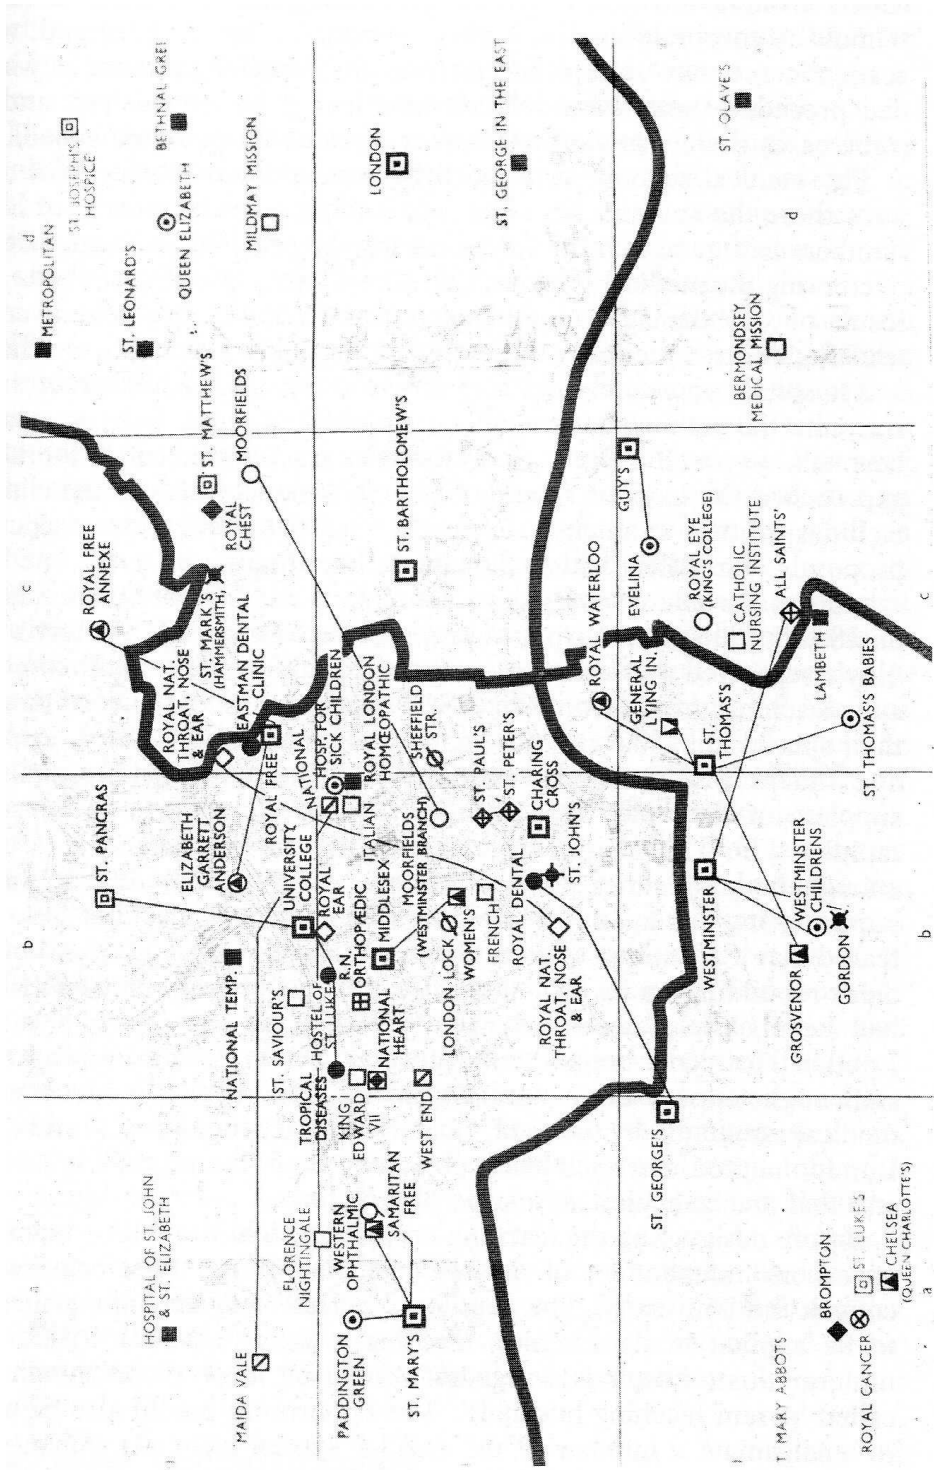 METROPOLITAN
d
ST. JOSEPH'S
HOSPICE
BETHNAL GREE
ST. LEONARD'S
QUEEN ELIZABETH
MILDMAY MISSION
LONDON
ST. GEORGE IN THE EAST
ST. OLAVE'S
d
BERMONDSEY
MEDICAL MISSION
ST. MATTHEW'S
ROYAL
CHEST
MOORFIELDS
ST. BARTHOLOMEW'S
GUY'S
EVELINA
ROYAL EYE
(KING'S COLLEGE)
CATHOLIC
NURSING INSTITUTE
ALL SAINTS'
c
c
ROYAL FREE
ANNEXE
ROYAL NAT.
THROAT, NOSE
& EAR
ST. MARK'S
(HAMMERSMITH)
EASTMAN DENTAL
CLINIC
ROYAL FREE
NATIONAL
HOSP. FOR
SICK CHILDREN
ROYAL LONDON
HOMŒOPATHIC
ITALIAN
SHEFFIELD
STR.
ST. PAUL'S
ST. PETER'S
CHARING
CROSS
ROYAL WATERLOO
GENERAL
LYING IN.
ST.
THOMAS'S
LAMBETH
ST. THOMAS'S BABIES
ST. PANCRAS
ELIZABETH
GARRETT
ANDERSON
UNIVERSITY
COLLEGE
ROYAL
EAR
MIDDLESEX
MOORFIELDS
(WESTMINSTER BRANCH)
LONDON LOCK
WOMEN'S
FRENCH
ROYAL DENTAL
ST. JOHN'S
ROYAL NAT.
THROAT, NOSE
& EAR
WESTMINSTER
WESTMINSTER
CHILDRENS
GROSVENOR
GORDON
b
b
NATIONAL TEMP.
ST. SAVIOUR'S
HOSTEL OF
ST. LUKE
R.N.
ORTHOPÆDIC
NATIONAL
HEART
TROPICAL
DISEASES
KING
EDWARD
VII
WEST END
ST. GEORGE'S
HOSPITAL OF ST. JOHN
& ST. ELIZABETH
a
FLORENCE
NIGHTINGALE
WESTERN
OPHTHALMIC
SAMARITAN
FREE
MAIDA VALE
PADDINGTON
GREEN
ST. MARY'S
T MARY ABBOTS
BROMPTON
ROYAL CANCER
ST. LUKE'S
CHELSEA
(QUEEN CHARLOTTE'S)
a